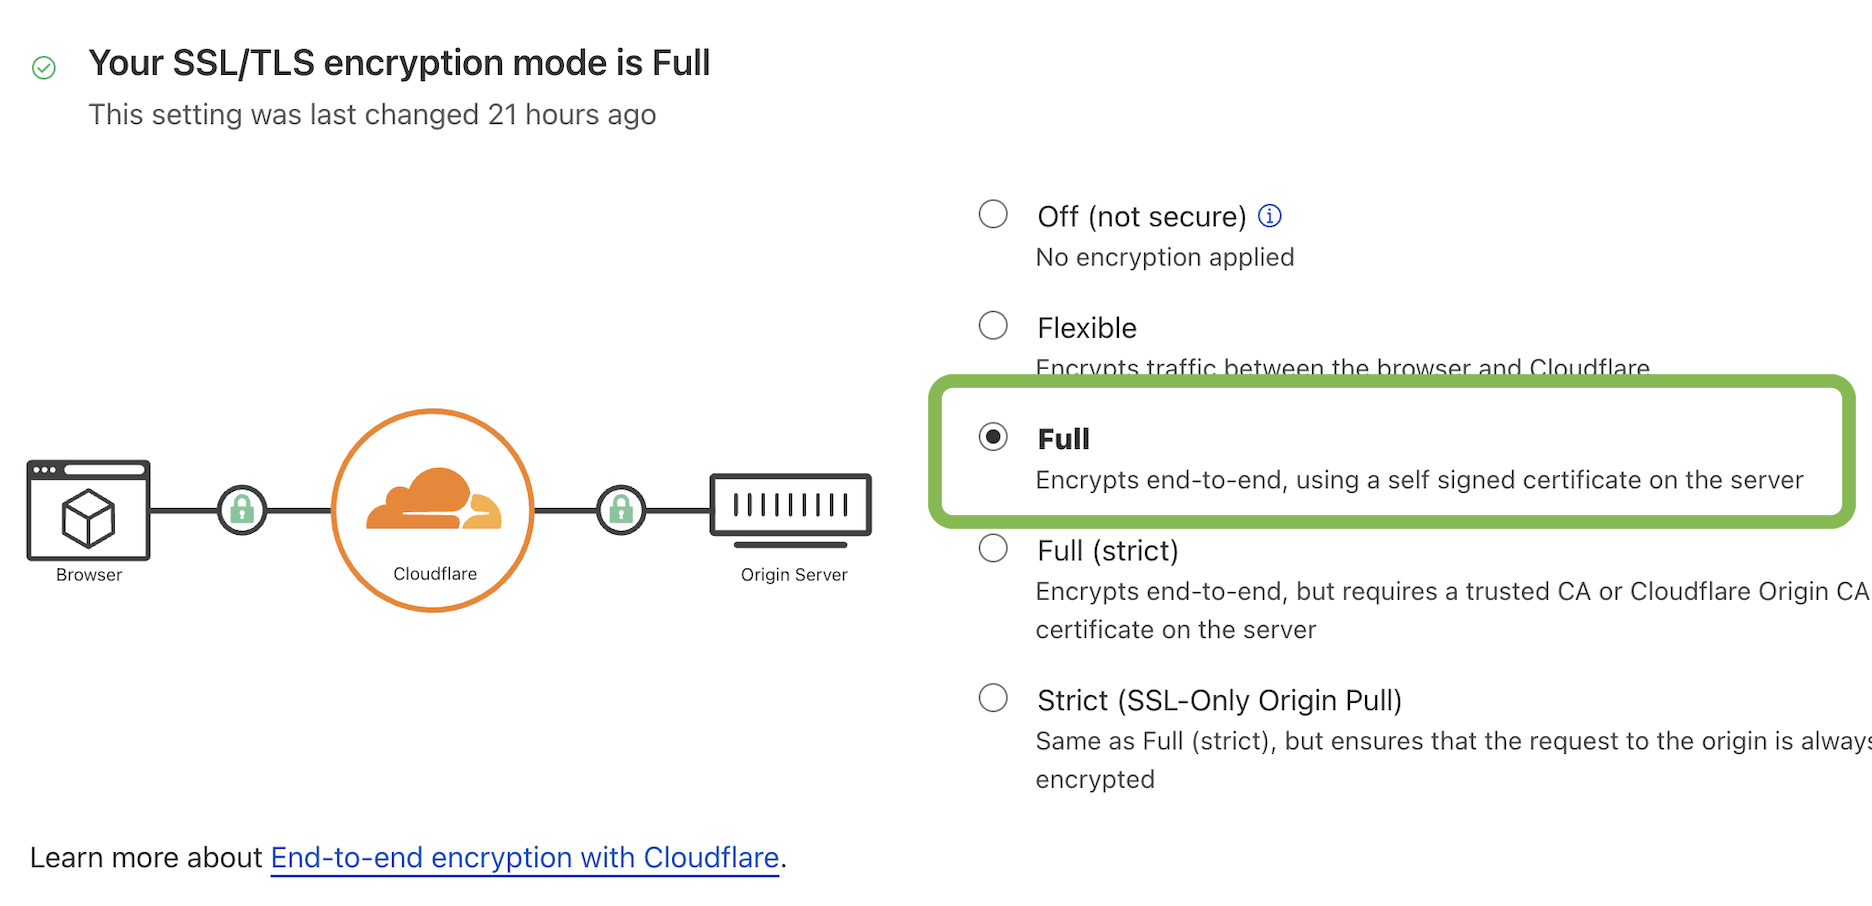 Your SSL/TLS encryption mode is Full
This setting was last changed 21 hours ago
Off (not secure)
No encryption applied
Flexible
Encrypts traffic between the browser and Cloudflare
Full
Encrypts end-to-end, using a self signed certificate on the server
Full (strict)
Encrypts end-to-end, but requires a trusted CA or Cloudflare Origin CA
certificate on the server
Strict (SSL-Only Origin Pull)
Same as Full (strict), but ensures that the request to the origin is always
encrypted
Browser
Cloudflare
Origin Server
Learn more about End-to-end encryption with Cloudflare.